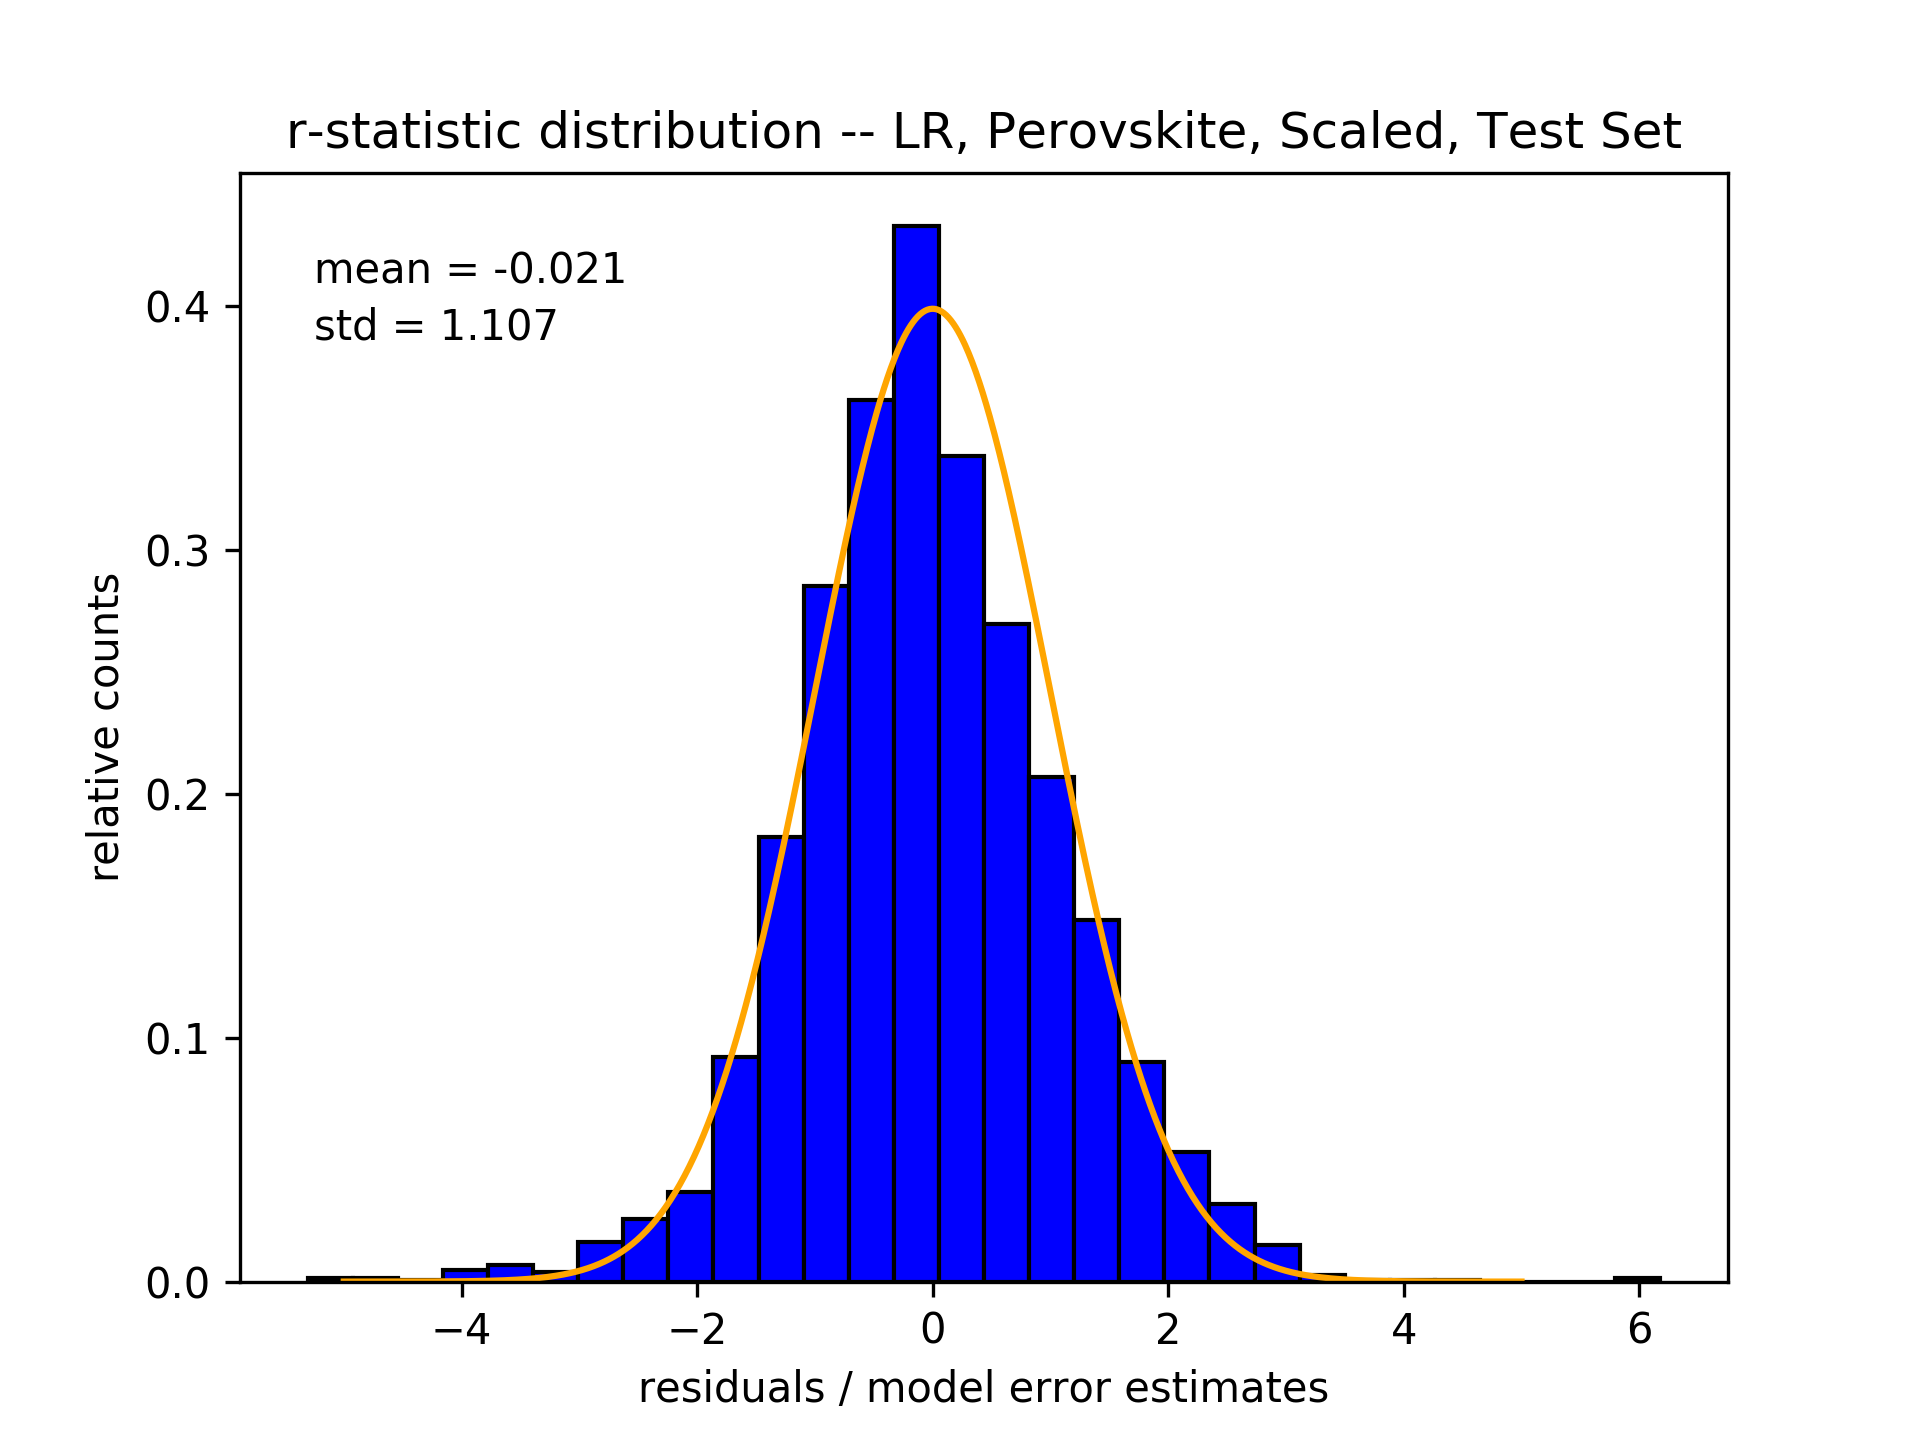 r-statistic distribution -- LR, Perovskite, Scaled, Test Set
mean = -0.021
std = 1.107
0.4
0.3
0.2
0.1
0.0
relative counts
−4 −2 0 2 4 6
residuals / model error estimates